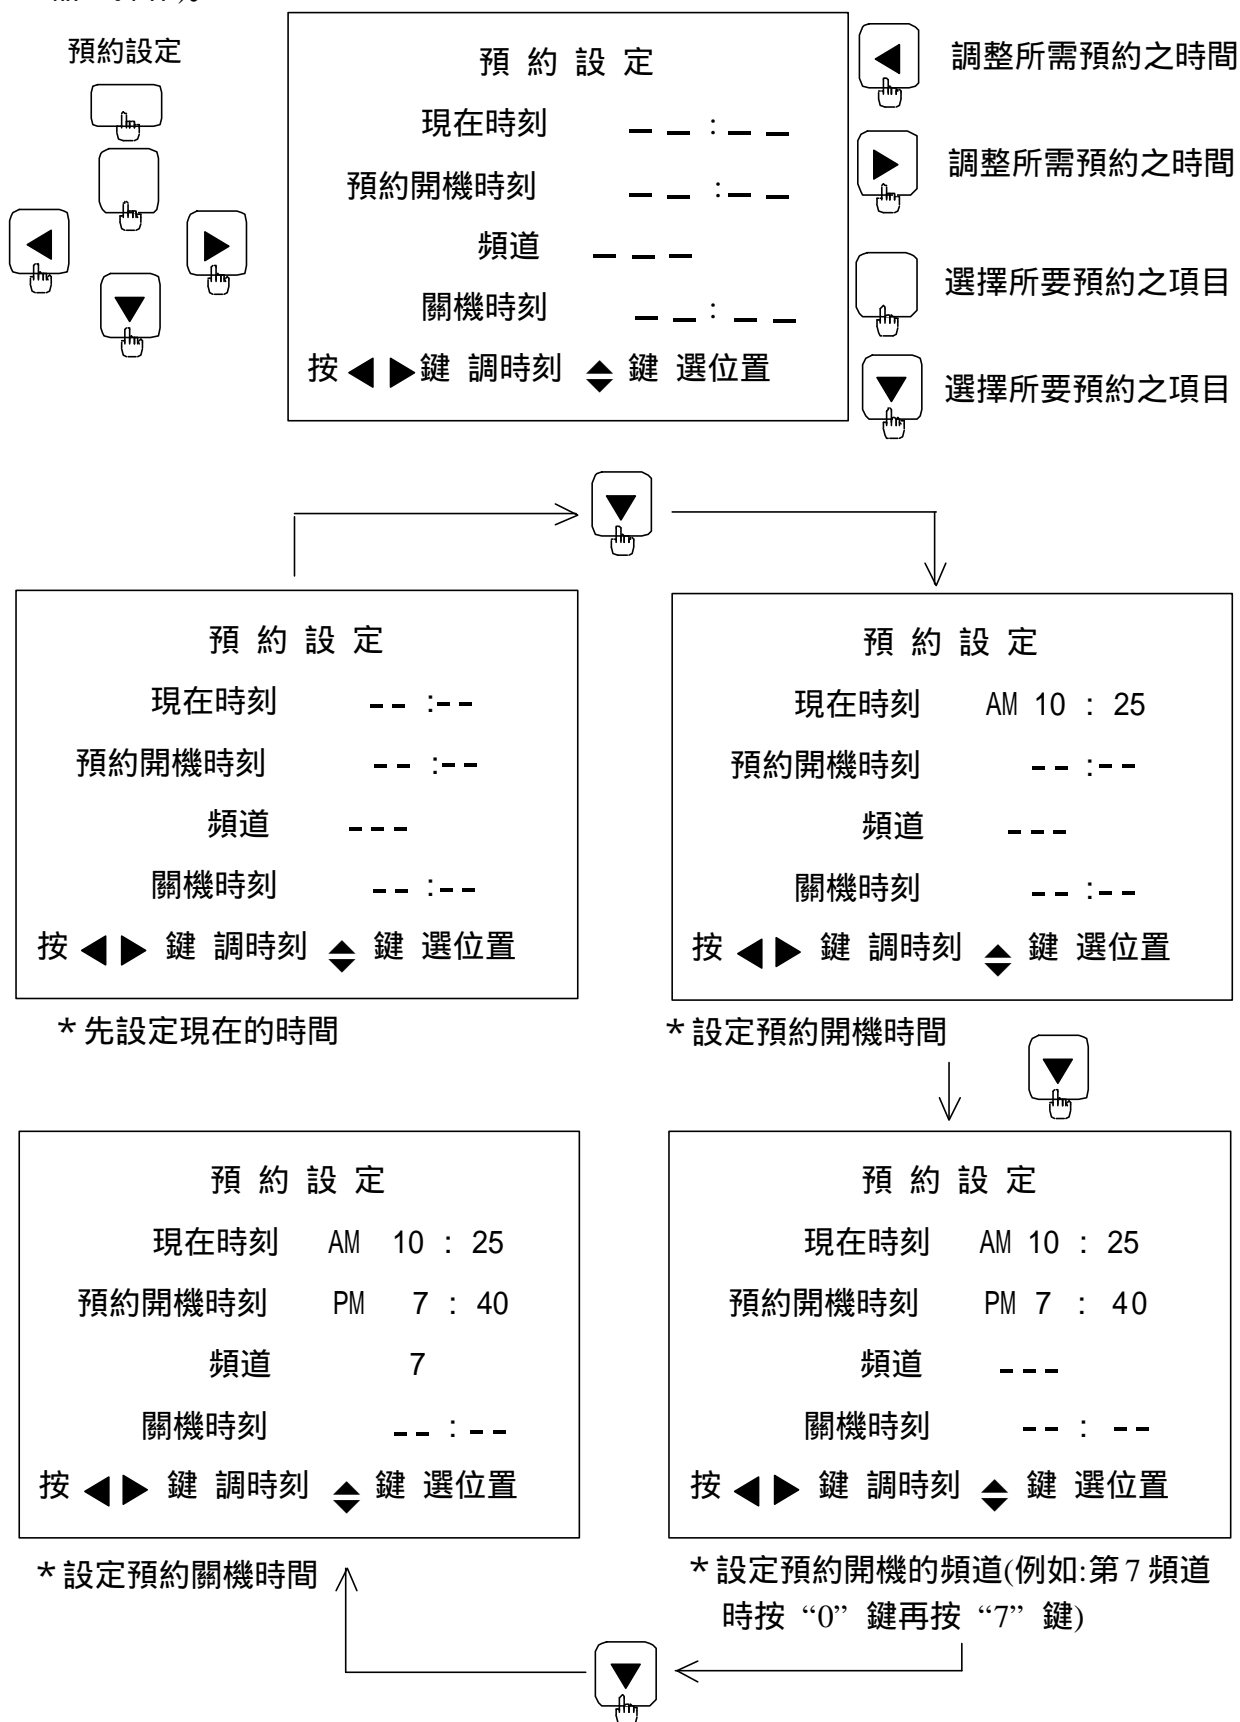 預約設定
預 約 設 定
現在時刻 _ _ : _ _
預約開機時刻 _ _ : _ _
頻道 _ _ _
關機時刻 _ _ : _ _
按 ◀ ▶ 鍵 調時刻 鍵 選位置
調整所需預約之時間
調整所需預約之時間
選擇所要預約之項目
選擇所要預約之項目
預 約 設 定
現在時刻 -- :--
預約開機時刻 -- :--
頻道 ---
關機時刻 -- :--
按 ◀ ▶ 鍵 調時刻 鍵 選位置
*先設定現在的時間
預 約 設 定
現在時刻 AM 10 : 25
預約開機時刻 -- :--
頻道 ---
關機時刻 -- :--
按 ◀ ▶ 鍵 調時刻 鍵 選位置
*設定預約開機時間
預 約 設 定
現在時刻 AM 10 : 25
預約開機時刻 PM 7 : 40
頻道 ---
關機時刻 -- : --
按 ◀ ▶ 鍵 調時刻 鍵 選位置
*設定預約開機的頻道(例如:第7頻道
時按 “0” 鍵再按 “7” 鍵)
預 約 設 定
現在時刻 AM 10 : 25
預約開機時刻 PM 7 : 40
頻道 7
關機時刻 -- : --
按 ◀ ▶ 鍵 調時刻 鍵 選位置
*設定預約關機時間